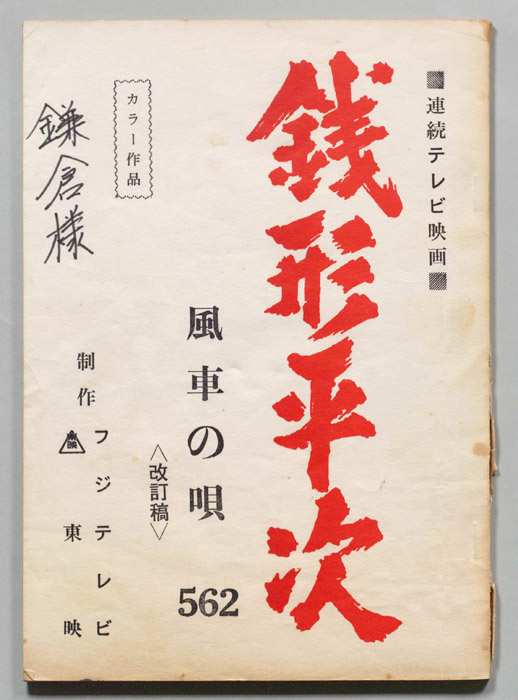 ■連続テレビ映画■
銭形平次
風車の唄
〈改訂稿〉
562
カラー作品
制作
フジテレビ
東映
鎌倉様